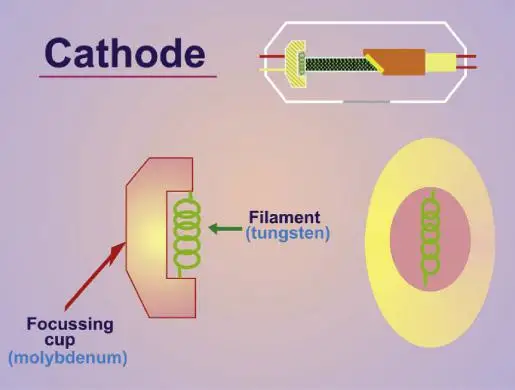 Cathode
Filament
(tungsten)
Focussing
cup
(molybdenum)